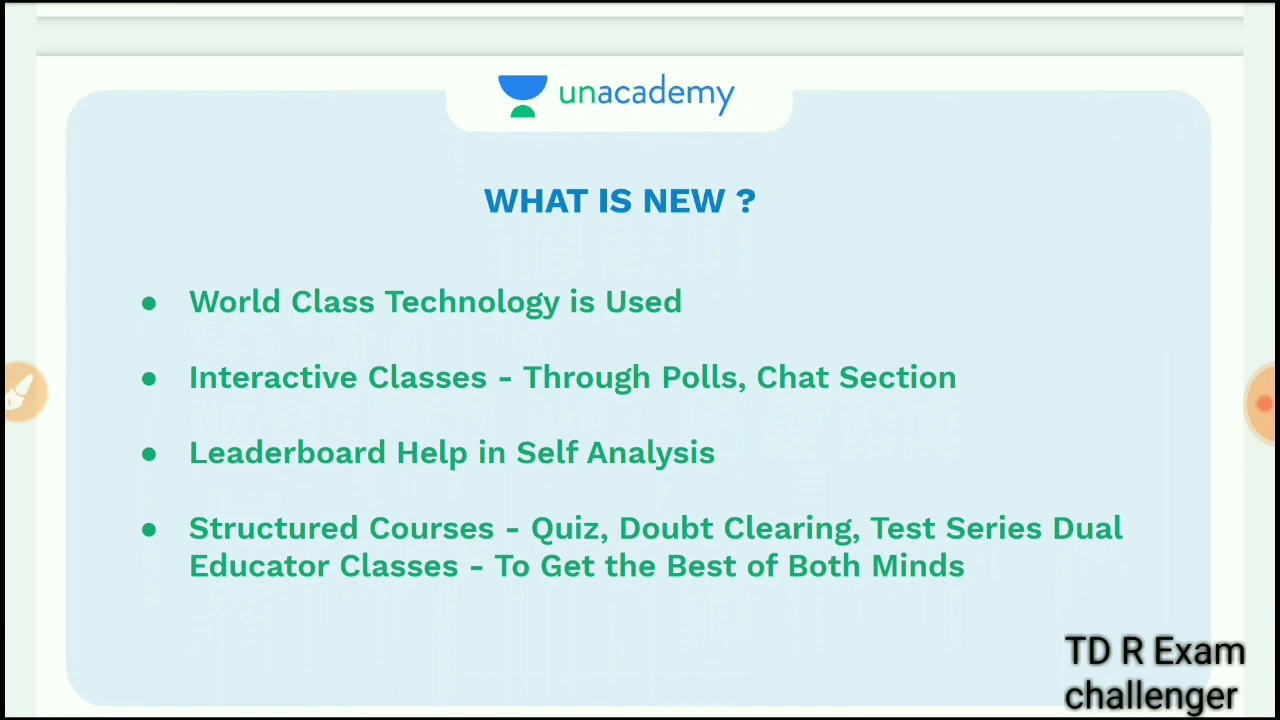 unacademy
WHAT IS NEW ?
● World Class Technology is Used
● Interactive Classes - Through Polls, Chat Section
● Leaderboard Help in Self Analysis
● Structured Courses - Quiz, Doubt Clearing, Test Series Dual
Educator Classes - To Get the Best of Both Minds
TD R Exam
challenger